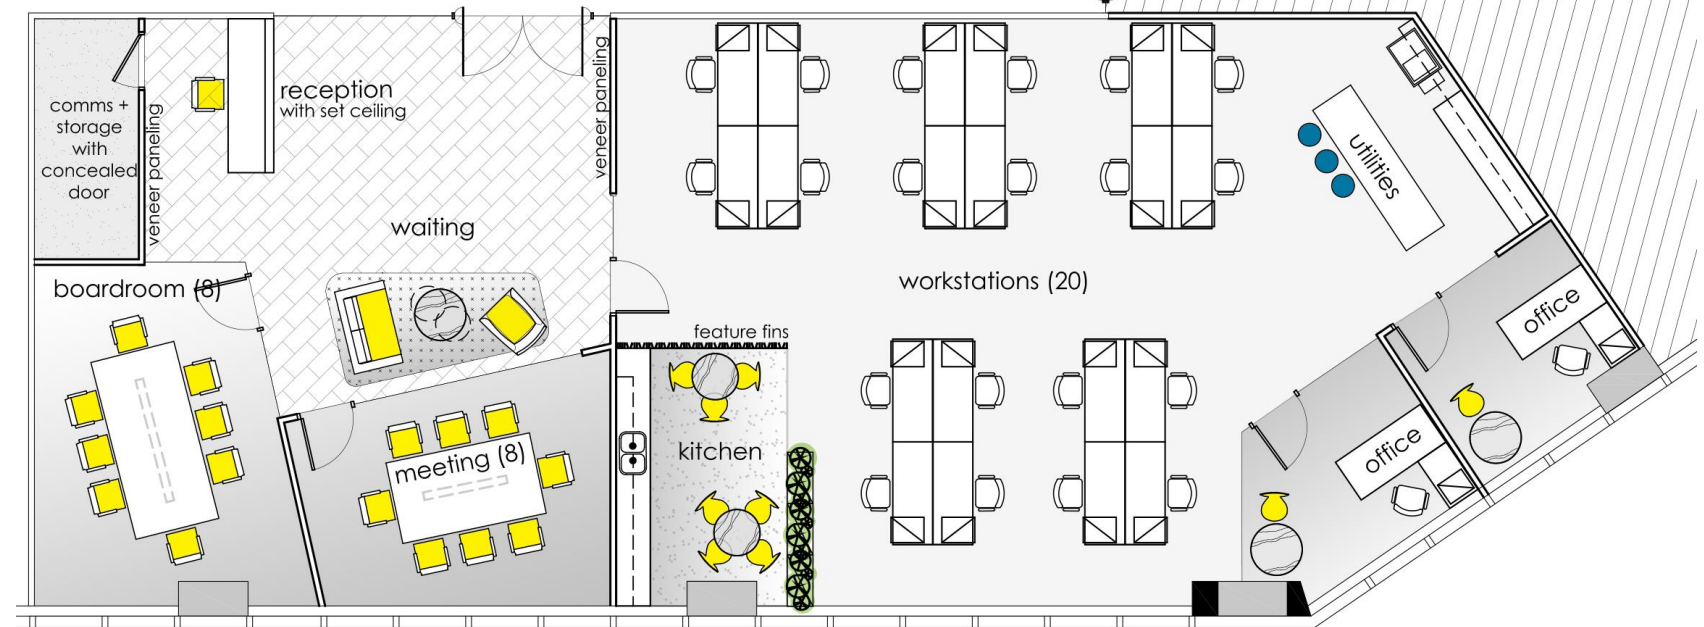 comms +
storage
with
concealed
door
veneer paneling
reception
with set ceiling
veneer paneling
waiting
utilities
boardroom (8)
workstations (20)
office
feature fins
meeting (8)
kitchen
office